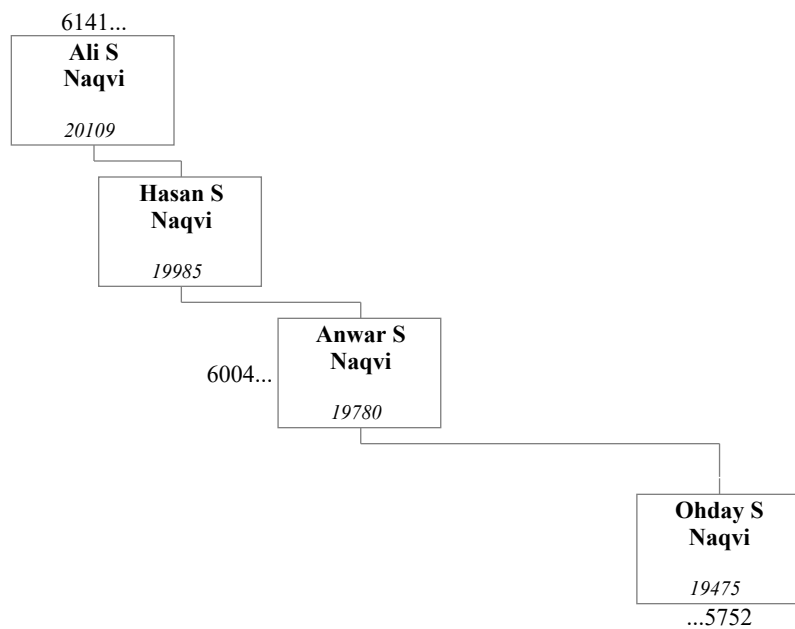 6141...
Ali S
Naqvi
20109
Hasan S
Naqvi
19985
Anwar S
Naqvi
6004...
19780
Ohday S
Naqvi
19475
...5752